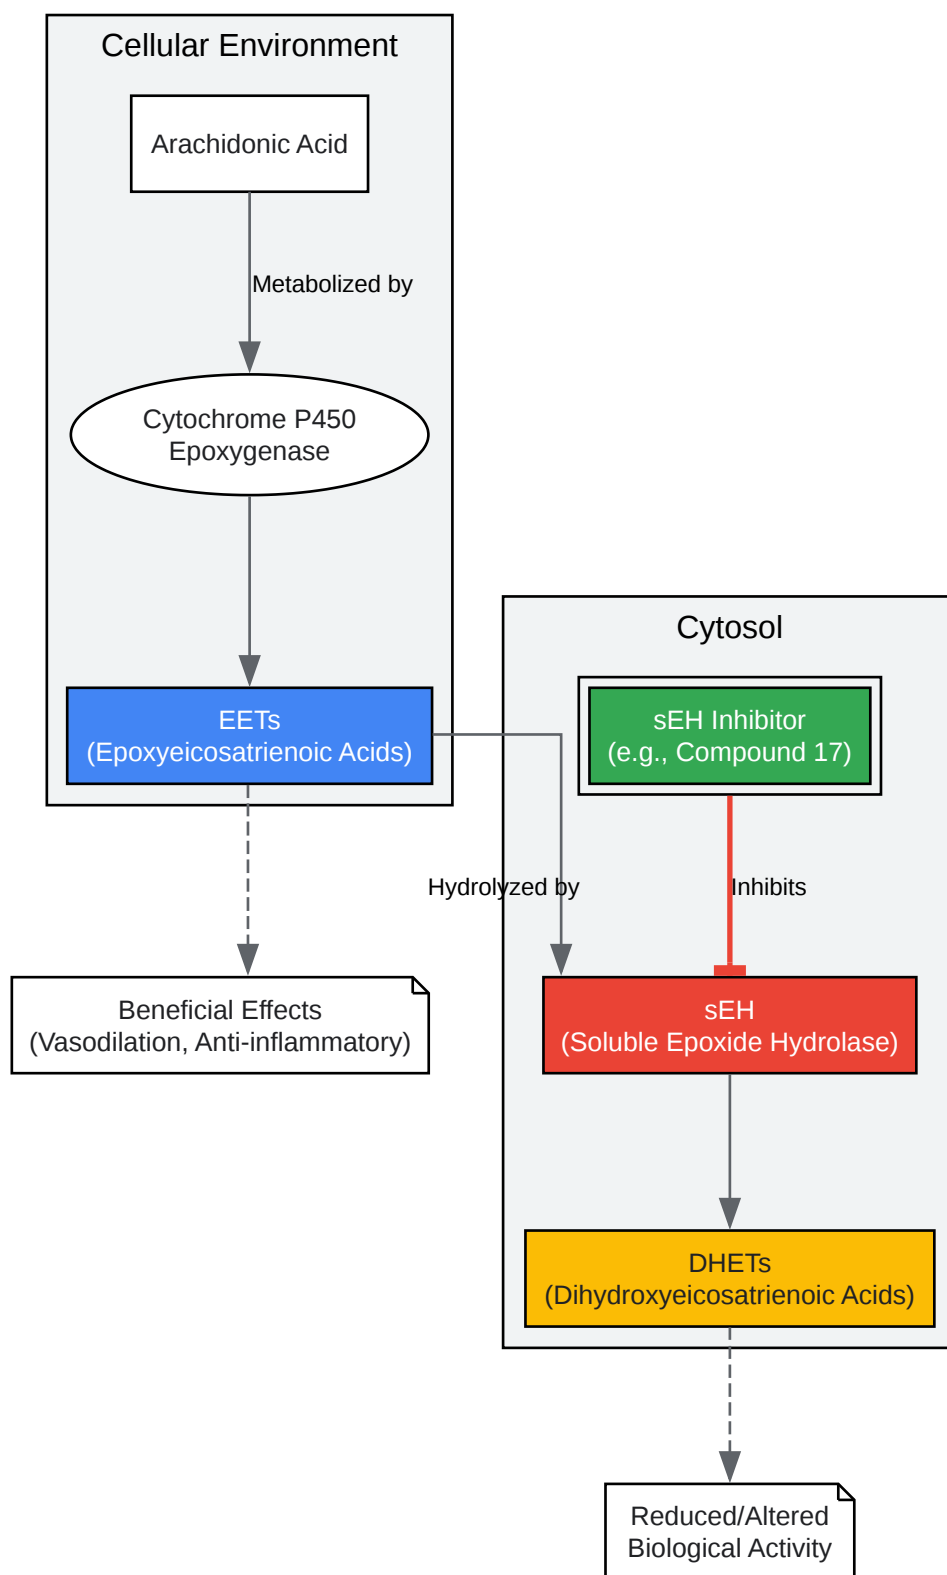 Cellular Environment
Arachidonic Acid
Metabolized by
Cytochrome P450
Epoxygenase
EETs
(Epoxyeicosatrienoic Acids)
Cytosol
sEH Inhibitor
(e.g., Compound 17)
Hydrolyzed by
Inhibits
Beneficial Effects
(Vasodilation, Anti-inflammatory)
sEH
(Soluble Epoxide Hydrolase)
DHETs
(Dihydroxyeicosatrienoic Acids)
Reduced/Altered
Biological Activity